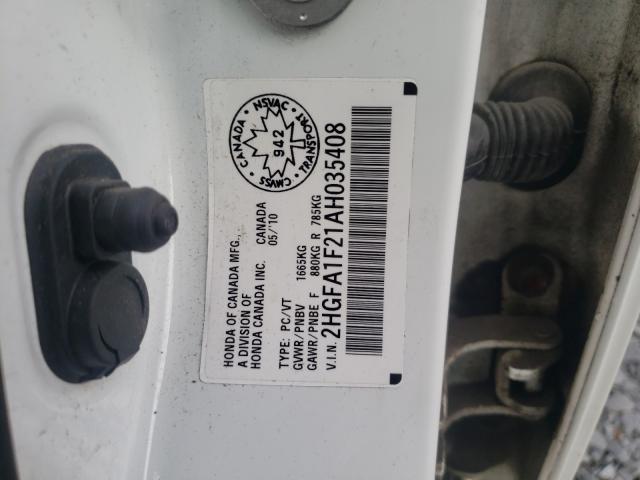 HONDA OF CANADA MFG.,
A DIVISION OF
HONDA CANADA INC. CANADA
05/'10
TYPE: PC/VT
GVWR/PNBV 1665KG
GAWR/PNBE F 880KG R 785KG
V.I.N. 2HGFA1F21AH035408
CANADA · NSVAC · TRANSPORT · CMVSS
942